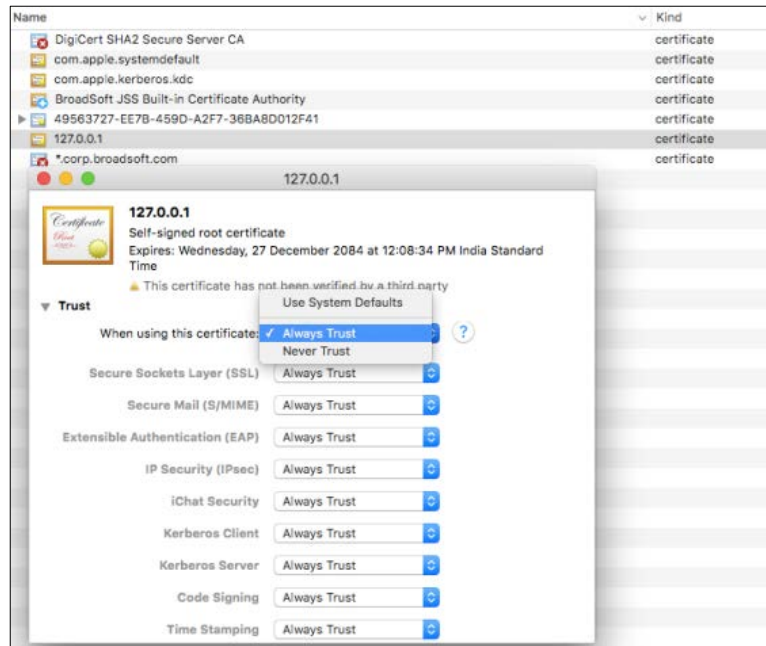 Name Kind
DigiCert SHA2 Secure Server CA certificate
com.apple.systemdefault certificate
com.apple.kerberos.kdc certificate
BroadSoft JSS Built-in Certificate Authority certificate
49563727-EE7B-459D-A2F7-36BA8D012F41 certificate
127.0.0.1 certificate
*.corp.broadsoft.com certificate
127.0.0.1
Certificate
Root
127.0.0.1
Self-signed root certificate
Expires: Wednesday, 27 December 2084 at 12:08:34 PM India Standard
Time
This certificate has not been verified by a third party
Use System Defaults
Trust
When using this certificate: ✓ Always Trust ?
Never Trust
Secure Sockets Layer (SSL) Always Trust
Secure Mail (S/MIME) Always Trust
Extensible Authentication (EAP) Always Trust
IP Security (IPsec) Always Trust
iChat Security Always Trust
Kerberos Client Always Trust
Kerberos Server Always Trust
Code Signing Always Trust
Time Stamping Always Trust